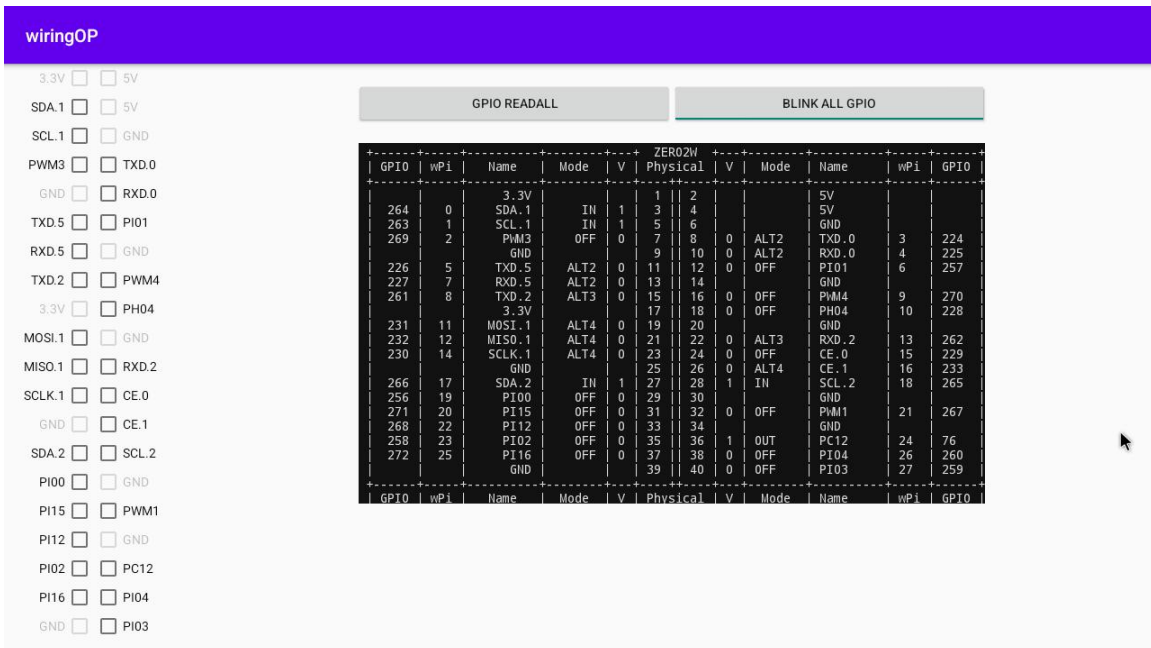 wiringOP
3.3V 5V
SDA.1 5V
SCL.1 GND
PWM3 TXD.0
GND RXD.0
TXD.5 PI01
RXD.5 GND
TXD.2 PWM4
3.3V PH04
MOSI.1 GND
MISO.1 RXD.2
SCLK.1 CE.0
GND CE.1
SDA.2 SCL.2
PI00 GND
PI15 PWM1
PI12 GND
PI02 PC12
PI16 PI04
GND PI03
GPIO READALL BLINK ALL GPIO
+------+-----+----------+--------+---+ ZERO2W +---+--------+----------+-----+------+
| GPIO | wPi | Name | Mode | V | Physical | V | Mode | Name | wPi | GPIO |
+------+-----+----------+--------+---+----++----+---+--------+----------+-----+------+
| | | 3.3V | | | 1 || 2 | | | 5V | | |
| 264 | 0 | SDA.1 | IN | 1 | 3 || 4 | | | 5V | | |
| 263 | 1 | SCL.1 | IN | 1 | 5 || 6 | | | GND | | |
| 269 | 2 | PWM3 | OFF | 0 | 7 || 8 | 0 | ALT2 | TXD.0 | 3 | 224 |
| | | GND | | | 9 || 10 | 0 | ALT2 | RXD.0 | 4 | 225 |
| 226 | 5 | TXD.5 | ALT2 | 0 | 11 || 12 | 0 | OFF | PI01 | 6 | 257 |
| 227 | 7 | RXD.5 | ALT2 | 0 | 13 || 14 | | | GND | | |
| 261 | 8 | TXD.2 | ALT3 | 0 | 15 || 16 | 0 | OFF | PWM4 | 9 | 270 |
| | | 3.3V | | | 17 || 18 | 0 | OFF | PH04 | 10 | 228 |
| 231 | 11 | MOSI.1 | ALT4 | 0 | 19 || 20 | | | GND | | |
| 232 | 12 | MISO.1 | ALT4 | 0 | 21 || 22 | 0 | ALT3 | RXD.2 | 13 | 262 |
| 230 | 14 | SCLK.1 | ALT4 | 0 | 23 || 24 | 0 | OFF | CE.0 | 15 | 229 |
| | | GND | | | 25 || 26 | 0 | ALT4 | CE.1 | 16 | 233 |
| 266 | 17 | SDA.2 | IN | 1 | 27 || 28 | 1 | IN | SCL.2 | 18 | 265 |
| 256 | 19 | PI00 | OFF | 0 | 29 || 30 | | | GND | | |
| 271 | 20 | PI15 | OFF | 0 | 31 || 32 | 0 | OFF | PWM1 | 21 | 267 |
| 268 | 22 | PI12 | OFF | 0 | 33 || 34 | | | GND | | |
| 258 | 23 | PI02 | OFF | 0 | 35 || 36 | 1 | OUT | PC12 | 24 | 76 |
| 272 | 25 | PI16 | OFF | 0 | 37 || 38 | 0 | OFF | PI04 | 26 | 260 |
| | | GND | | | 39 || 40 | 0 | OFF | PI03 | 27 | 259 |
+------+-----+----------+--------+---+----++----+---+--------+----------+-----+------+
| GPIO | wPi | Name | Mode | V | Physical | V | Mode | Name | wPi | GPIO |